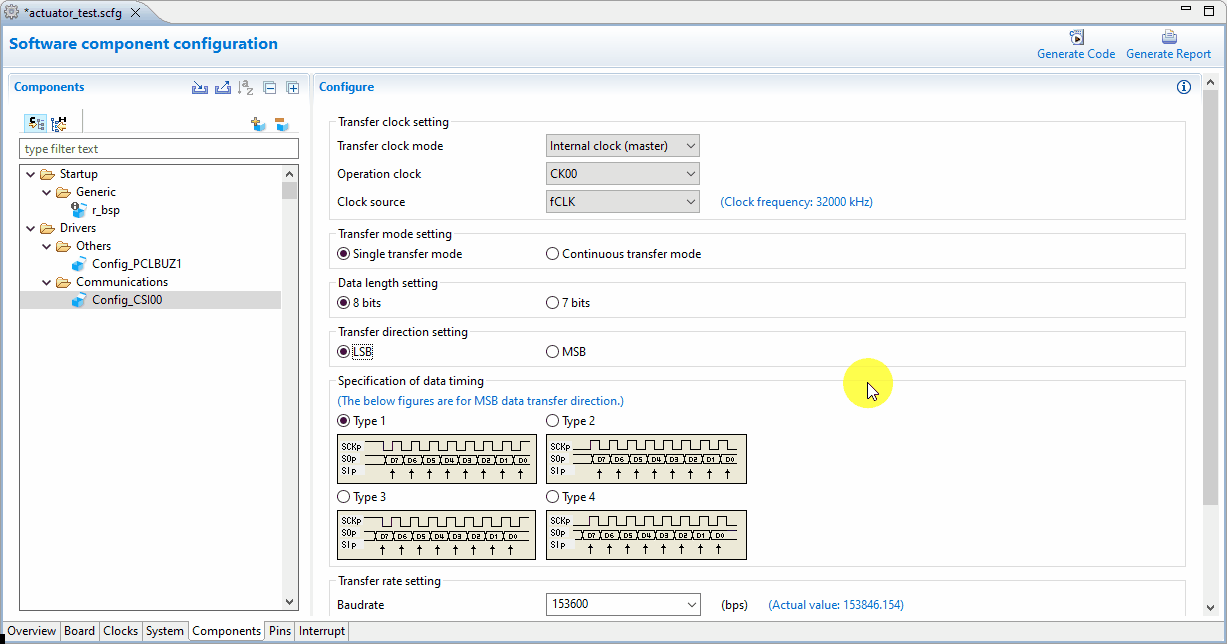 *actuator_test.scfg
Software component configuration
Generate Code Generate Report
Components
Configure
type filter text
Startup
Generic
r_bsp
Drivers
Others
Config_PCLBUZ1
Communications
Config_CSI00
Transfer clock setting
Transfer clock mode Internal clock (master)
Operation clock CK00
Clock source fCLK (Clock frequency: 32000 kHz)
Transfer mode setting
Single transfer mode Continuous transfer mode
Data length setting
8 bits 7 bits
Transfer direction setting
LSB MSB
Specification of data timing
(The below figures are for MSB data transfer direction.)
Type 1 Type 2
SCKp SCKp
SOp D7 D6 D5 D4 D3 D2 D1 D0 SOp D7 D6 D5 D4 D3 D2 D1 D0
SIp SIp
Type 3 Type 4
SCKp SCKp
SOp D7 D6 D5 D4 D3 D2 D1 D0 SOp D7 D6 D5 D4 D3 D2 D1 D0
SIp SIp
Transfer rate setting
Baudrate 153600 (bps) (Actual value: 153846.154)
Overview Board Clocks System Components Pins Interrupt